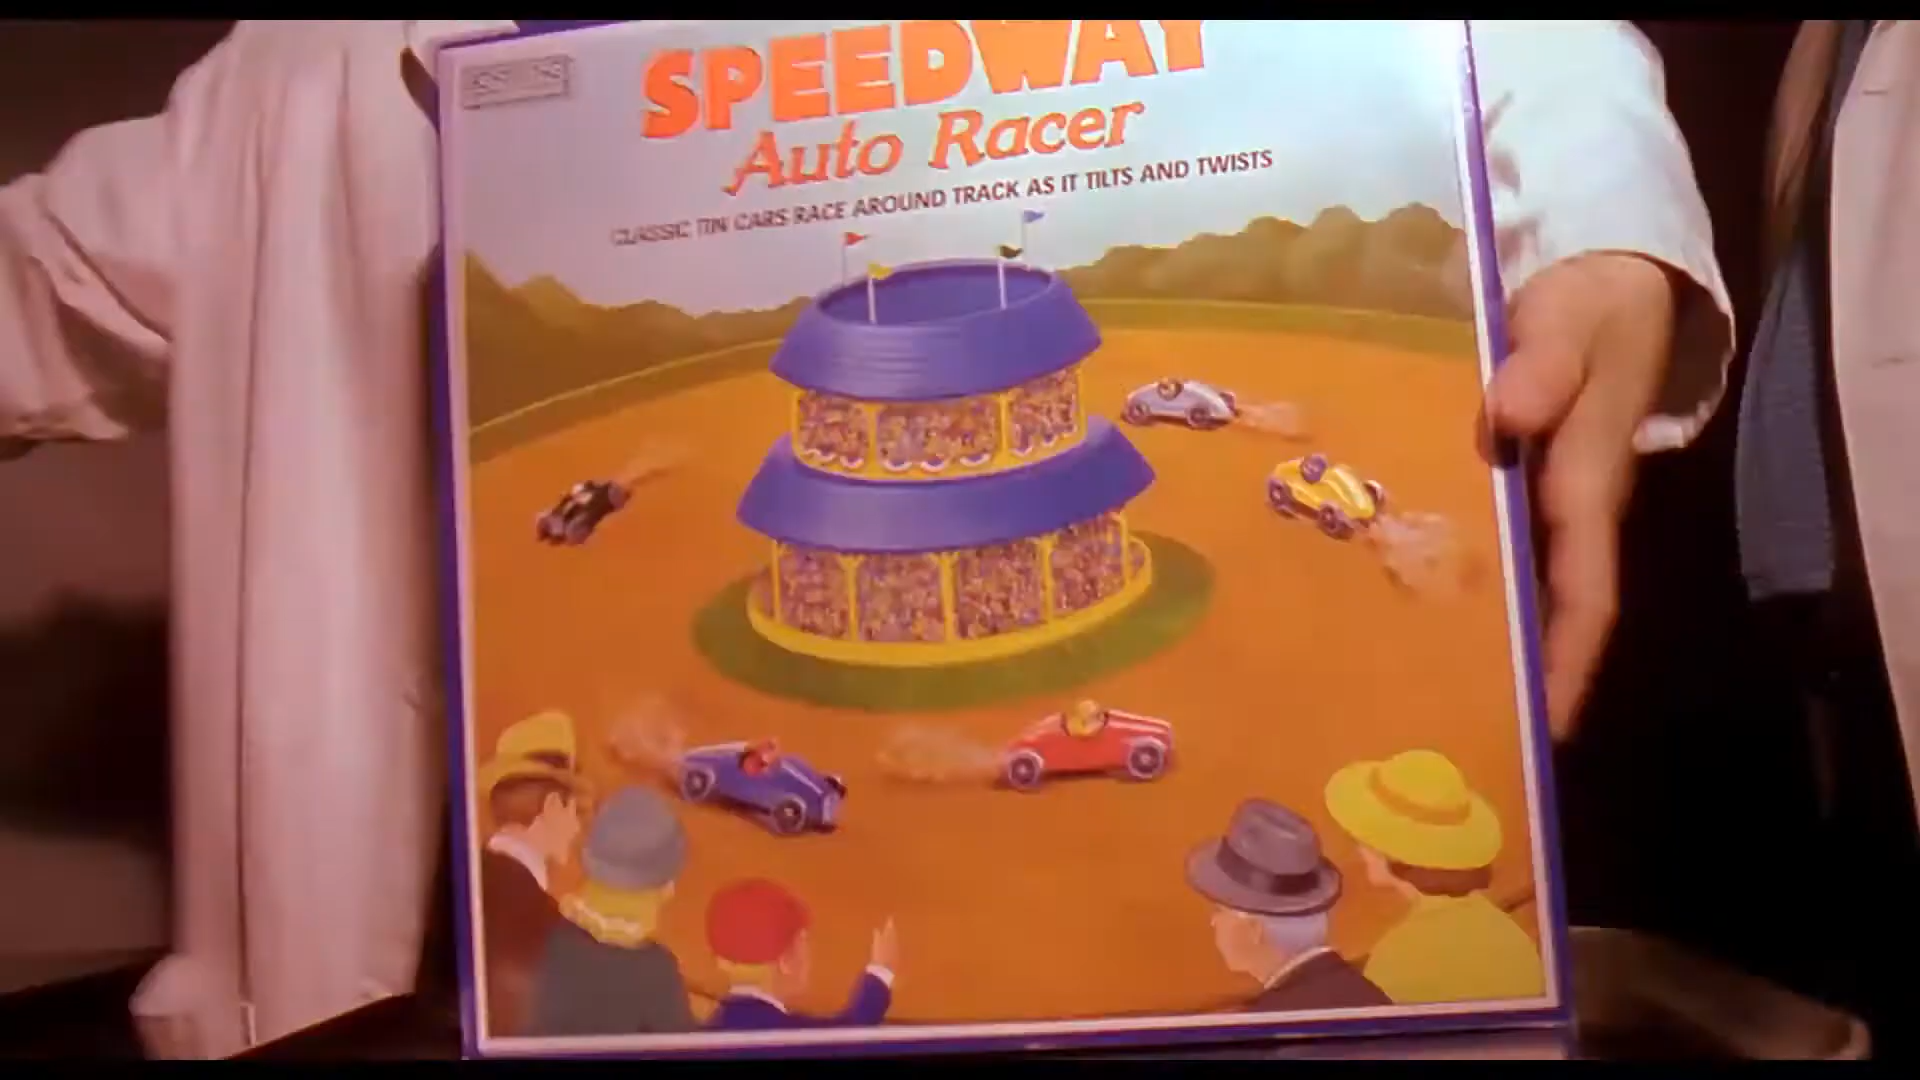 SPEEDWAY
Auto Racer
CLASSIC TIN CARS RACE AROUND TRACK AS IT TILTS AND TWISTS